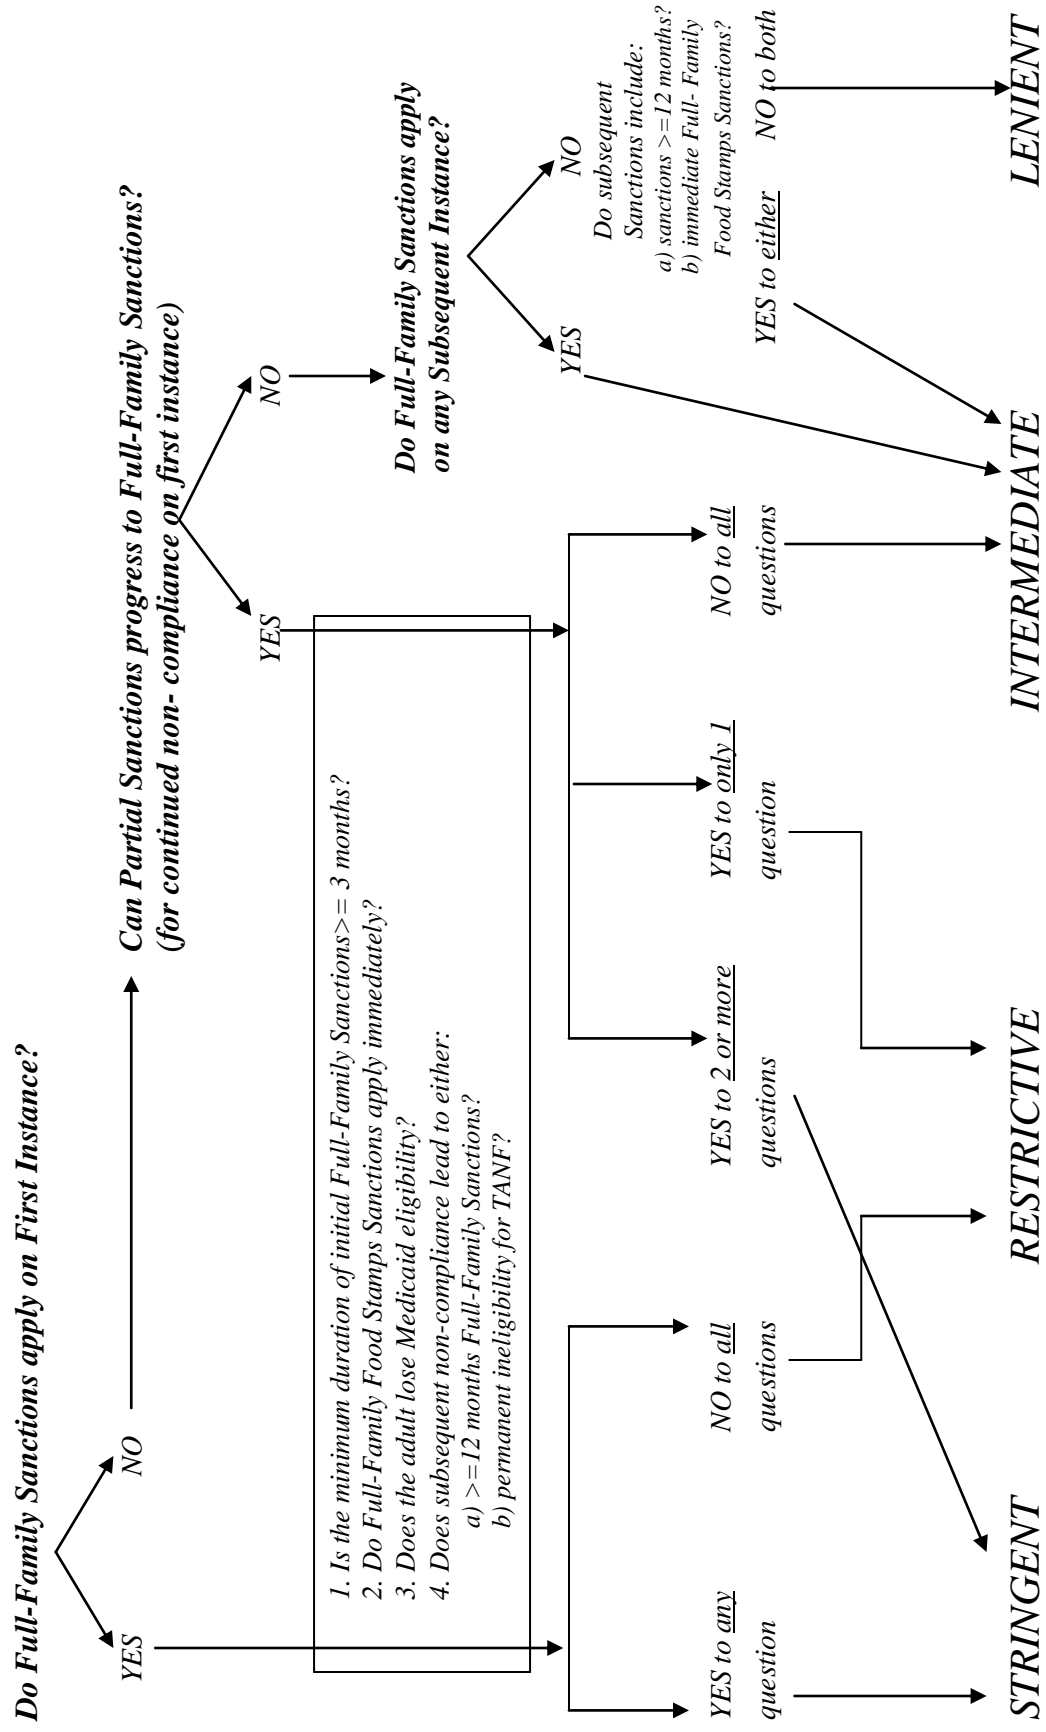 Do Full-Family Sanctions apply on First Instance?
YES
NO
Can Partial Sanctions progress to Full-Family Sanctions?
(for continued non- compliance on first instance)
YES
NO
1. Is the minimum duration of initial Full-Family Sanctions>= 3 months?
2. Do Full-Family Food Stamps Sanctions apply immediately?
3. Does the adult lose Medicaid eligibility?
4. Does subsequent non-compliance lead to either:
a) >=12 months Full-Family Sanctions?
b) permanent ineligibility for TANF?
Do Full-Family Sanctions apply
on any Subsequent Instance?
YES
NO
Do subsequent
Sanctions include:
a) sanctions >=12 months?
b) immediate Full- Family
Food Stamps Sanctions?
YES to any
question
NO to all
questions
YES to 2 or more
questions
YES to only 1
question
NO to all
questions
YES to either
NO to both
STRINGENT
RESTRICTIVE
INTERMEDIATE
LENIENT